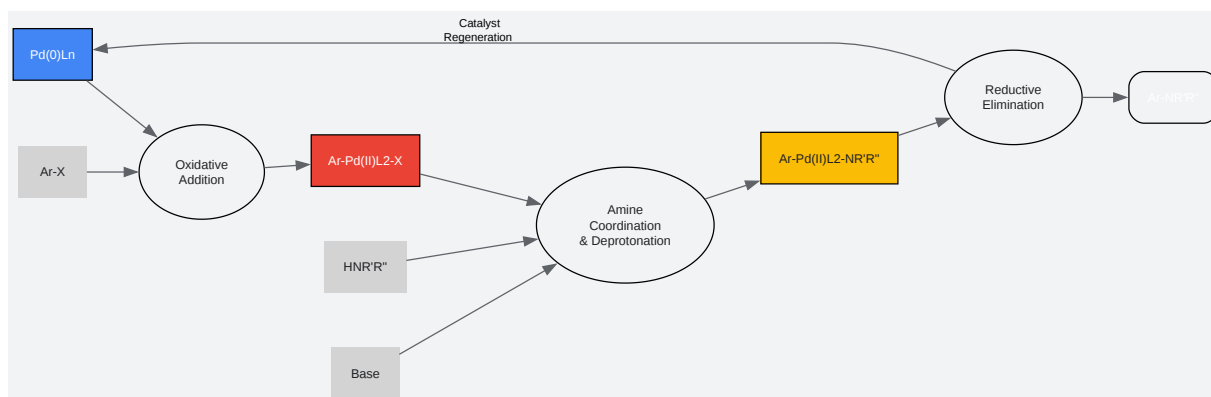 Catalyst
Regeneration
Pd(0)Ln
Reductive
Elimination
Ar-NR'R"
Oxidative
Addition
Ar-Pd(II)L2-X
Ar-Pd(II)L2-NR'R"
Ar-X
Amine
Coordination
& Deprotonation
HNR'R"
Base